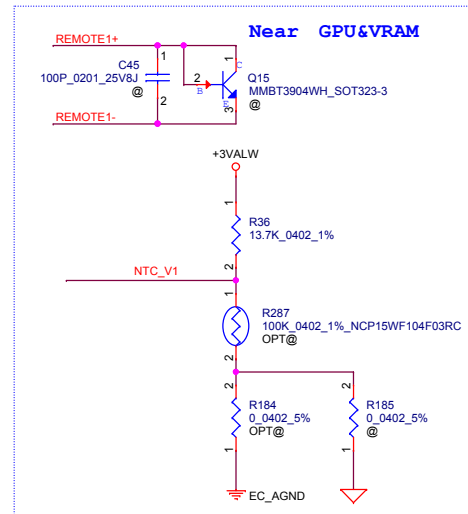 Near GPU&VRAM
REMOTE1+
C45
100P_0201_25V8J
@
1
2
1
C
2
B
E
3
Q15
MMBT3904WH_SOT323-3
@
REMOTE1-
+3VALW
1
R36
13.7K_0402_1%
2
NTC_V1
1
R287
100K_0402_1%_NCP15WF104F03RC
OPT@
2
2
R184
0_0402_5%
OPT@
1
2
R185
0_0402_5%
@
1
EC_AGND